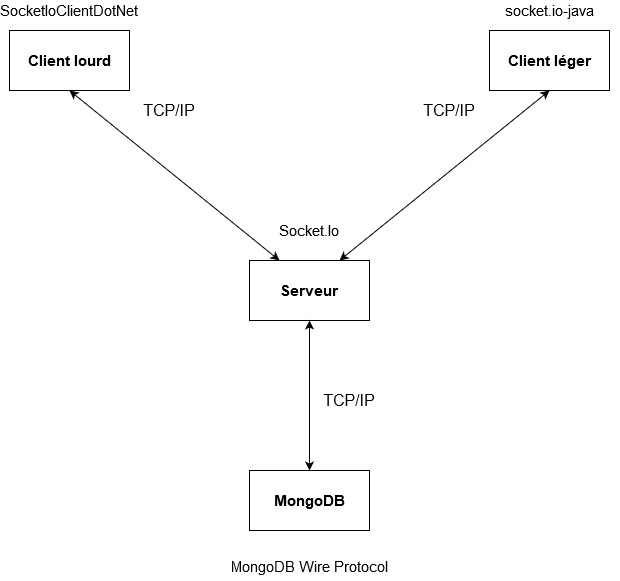 SocketIoClientDotNet
socket.io-java
Client lourd
Client léger
TCP/IP
TCP/IP
Socket.Io
Serveur
TCP/IP
MongoDB
MongoDB Wire Protocol